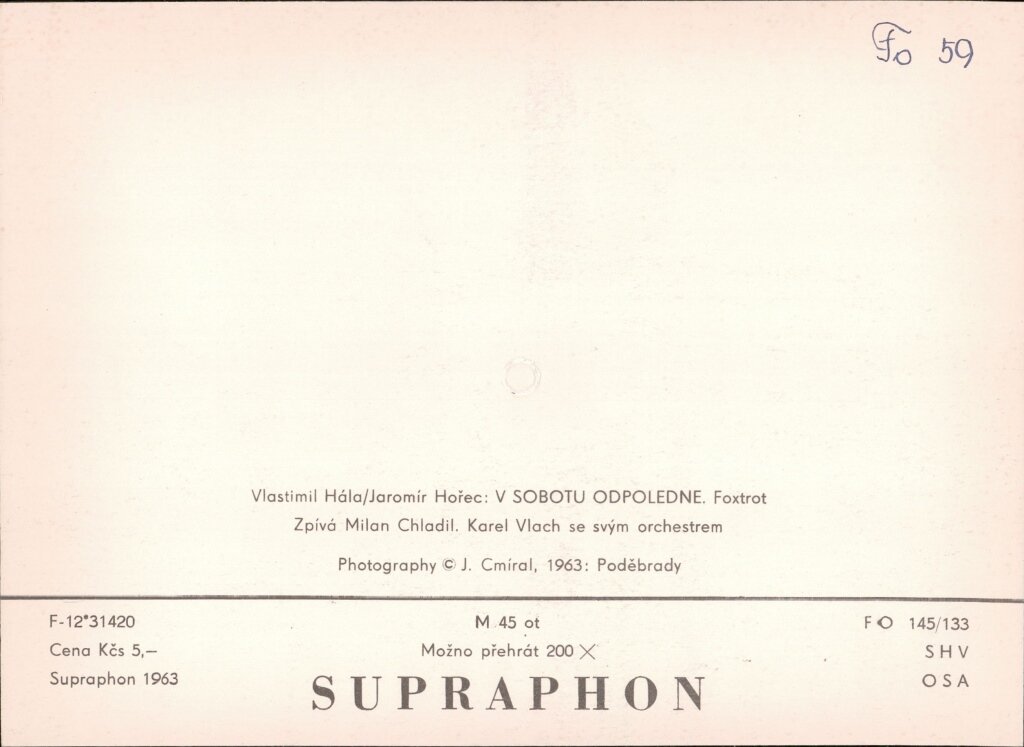 Fo 59
Vlastimil Hála/Jaromír Hořec: V SOBOTU ODPOLEDNE. Foxtrot
Zpívá Milan Chladil. Karel Vlach se svým orchestrem
Photography © J. Cmíral, 1963: Poděbrady
F-12*31420
Cena Kčs 5,–
Supraphon 1963
M 45 ot
Možno přehrát 200 X
SUPRAPHON
FO 145/133
SHV
OSA